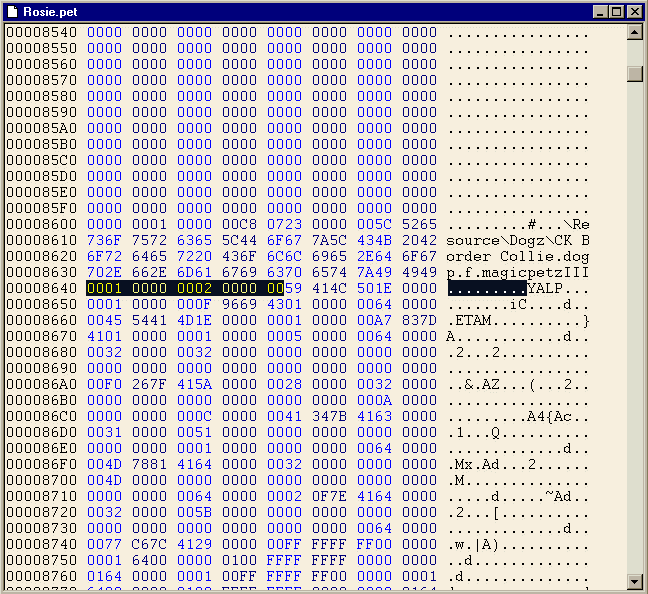 Rosie.pet
00008540 0000 0000 0000 0000 0000 0000 0000 0000 ................
00008550 0000 0000 0000 0000 0000 0000 0000 0000 ................
00008560 0000 0000 0000 0000 0000 0000 0000 0000 ................
00008570 0000 0000 0000 0000 0000 0000 0000 0000 ................
00008580 0000 0000 0000 0000 0000 0000 0000 0000 ................
00008590 0000 0000 0000 0000 0000 0000 0000 0000 ................
000085A0 0000 0000 0000 0000 0000 0000 0000 0000 ................
000085B0 0000 0000 0000 0000 0000 0000 0000 0000 ................
000085C0 0000 0000 0000 0000 0000 0000 0000 0000 ................
000085D0 0000 0000 0000 0000 0000 0000 0000 0000 ................
000085E0 0000 0000 0000 0000 0000 0000 0000 0000 ................
000085F0 0000 0000 0000 0000 0000 0000 0000 0000 ................
00008600 0000 0001 0000 00C8 0723 0000 005C 5265 .........#...\Re
00008610 736F 7572 6365 5C44 6F67 7A5C 434B 2042 source\Dogz\CK B
00008620 6F72 6465 7220 436F 6C6C 6965 2E64 6F67 order Collie.dog
00008630 702E 662E 6D61 6769 6370 6574 7A49 4949 p.f.magicpetzIII
00008640 0001 0000 0002 0000 0059 414C 501E 0000 .........YALP...
00008650 0001 0000 000F 9669 4301 0000 0064 0000 .......iC....d..
00008660 0045 5441 4D1E 0000 0001 0000 00A7 837D .ETAM..........}
00008670 4101 0000 0001 0000 0005 0000 0064 0000 A............d..
00008680 0032 0000 0032 0000 0000 0000 0000 0000 .2...2..........
00008690 0000 0000 0000 0000 0000 0000 0000 0000 ................
000086A0 00F0 267F 415A 0000 0028 0000 0032 0000 ..&.AZ...(...2..
000086B0 0000 0000 0000 0000 0000 0000 000A 0000 ................
000086C0 0000 0000 000C 0000 0041 347B 4163 0000 .........A4{Ac..
000086D0 0031 0000 0051 0000 0000 0000 0000 0000 .1...Q..........
000086E0 0000 0000 0001 0000 0000 0000 0064 0000 .............d..
000086F0 004D 7881 4164 0000 0032 0000 0000 0000 .Mx.Ad...2......
00008700 004D 0000 0000 0000 0000 0000 0000 0000 .M..............
00008710 0000 0000 0064 0000 0002 0F7E 4164 0000 .....d.....~Ad..
00008720 0032 0000 005B 0000 0000 0000 0000 0000 .2...[..........
00008730 0000 0000 0000 0000 0000 0000 0064 0000 .............d..
00008740 0077 C67C 4129 0000 00FF FFFF FF00 0000 .w.|A)..........
00008750 0001 6400 0000 0100 FFFF FFFF 0000 0000 ..d.............
00008760 0164 0000 0001 00FF FFFF FF00 0000 0001 .d..............